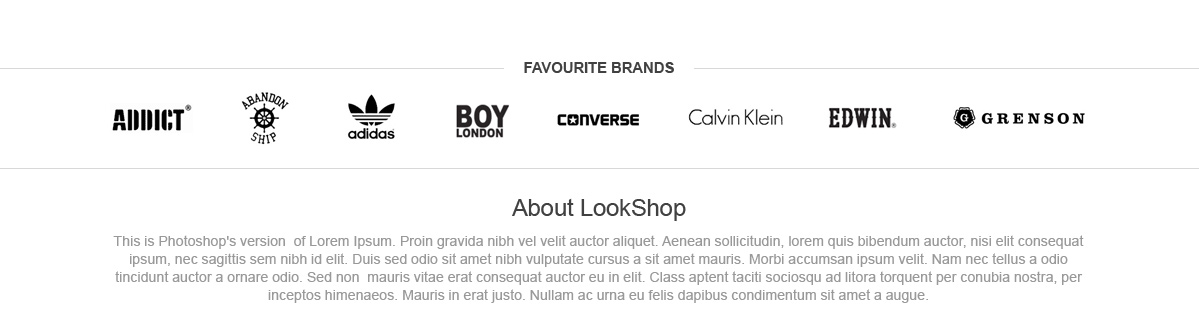 FAVOURITE BRANDS
ADDICT®
ABANDON
SHIP
adidas
BOY
LONDON
CONVERSE
Calvin Klein
EDWIN®
G GRENSON
About LookShop
This is Photoshop's version  of Lorem Ipsum. Proin gravida nibh vel velit auctor aliquet. Aenean sollicitudin, lorem quis bibendum auctor, nisi elit consequat
ipsum, nec sagittis sem nibh id elit. Duis sed odio sit amet nibh vulputate cursus a sit amet mauris. Morbi accumsan ipsum velit. Nam nec tellus a odio
tincidunt auctor a ornare odio. Sed non  mauris vitae erat consequat auctor eu in elit. Class aptent taciti sociosqu ad litora torquent per conubia nostra, per
inceptos himenaeos. Mauris in erat justo. Nullam ac urna eu felis dapibus condimentum sit amet a augue.